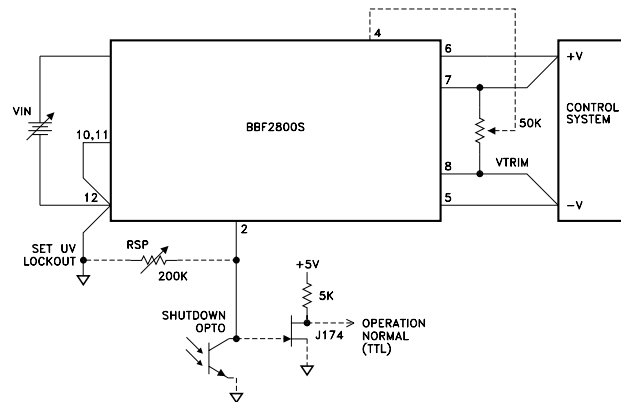 4
6
+V
7
VIN
BBF2800S
50K
CONTROL
SYSTEM
10,11
8
VTRIM
12
5
-V
2
SET UV
LOCKOUT
RSP
200K
+5V
5K
SHUTDOWN
OPTO
J174
OPERATION
NORMAL
(TTL)